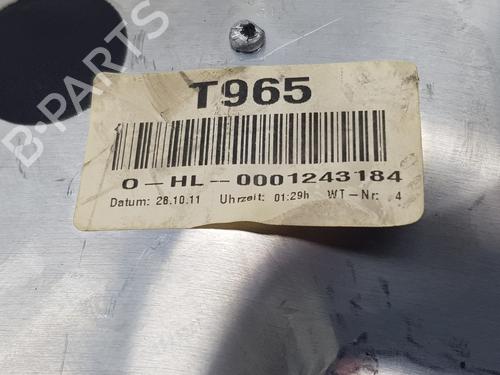 B-PARTS
T965
O-HL-0001243184
Datum: 28.10.11 Uhrzeit: 01:29h WT-Nr: 4